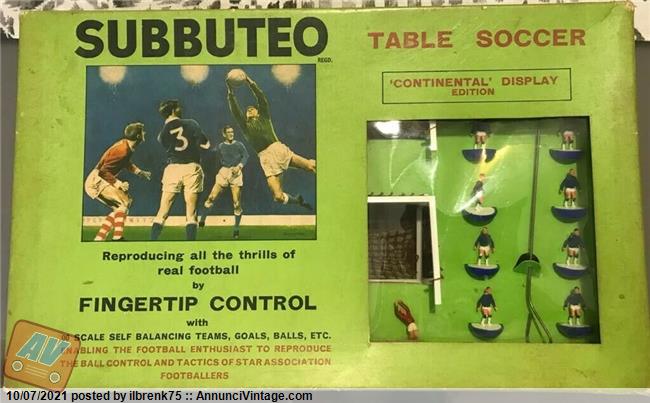 SUBBUTEO
REGD.
TABLE SOCCER
'CONTINENTAL' DISPLAY
EDITION
3
Reproducing all the thrills of
real football
by
FINGERTIP CONTROL
with
SCALE SELF BALANCING TEAMS, GOALS, BALLS, ETC.
ENABLING THE FOOTBALL ENTHUSIAST TO REPRODUCE
THE BALL CONTROL AND TACTICS OF STAR ASSOCIATION
FOOTBALLERS
AV
10/07/2021 posted by ilbrenk75 :: AnnunciVintage.com